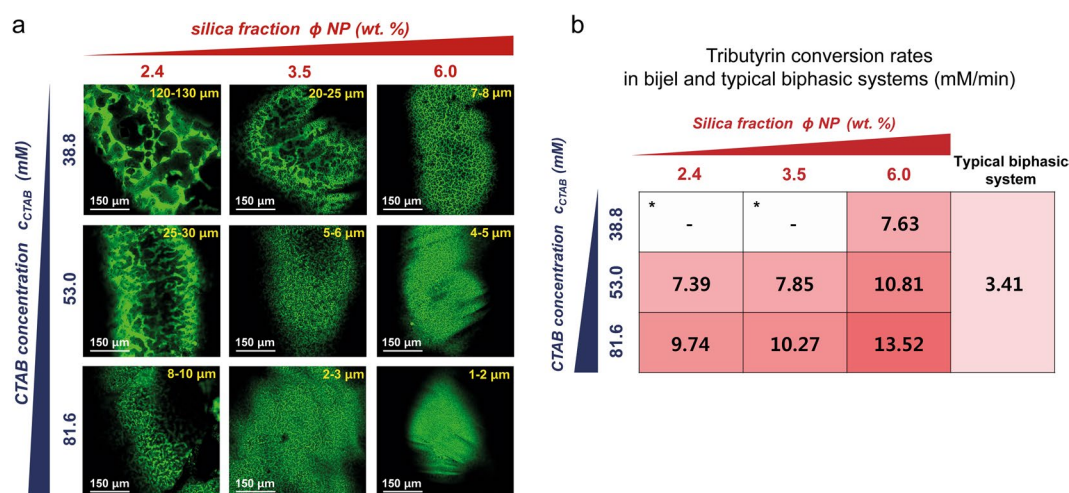 a
silica fraction ϕ NP (wt. %)
2.4 3.5 6.0
CTAB concentration c_CTAB (mM)
38.8
120-130 µm 20-25 µm 7-8 µm
150 µm 150 µm 150 µm
53.0
25-30 µm 5-6 µm 4-5 µm
150 µm 150 µm 150 µm
81.6
8-10 µm 2-3 µm 1-2 µm
150 µm 150 µm 150 µm
b
Tributyrin conversion rates
in bijel and typical biphasic systems (mM/min)
Silica fraction ϕ NP (wt. %)
2.4 3.5 6.0 Typical biphasic
system
CTAB concentration c_CTAB (mM)
38.8 * - * - 7.63
53.0 7.39 7.85 10.81 3.41
81.6 9.74 10.27 13.52